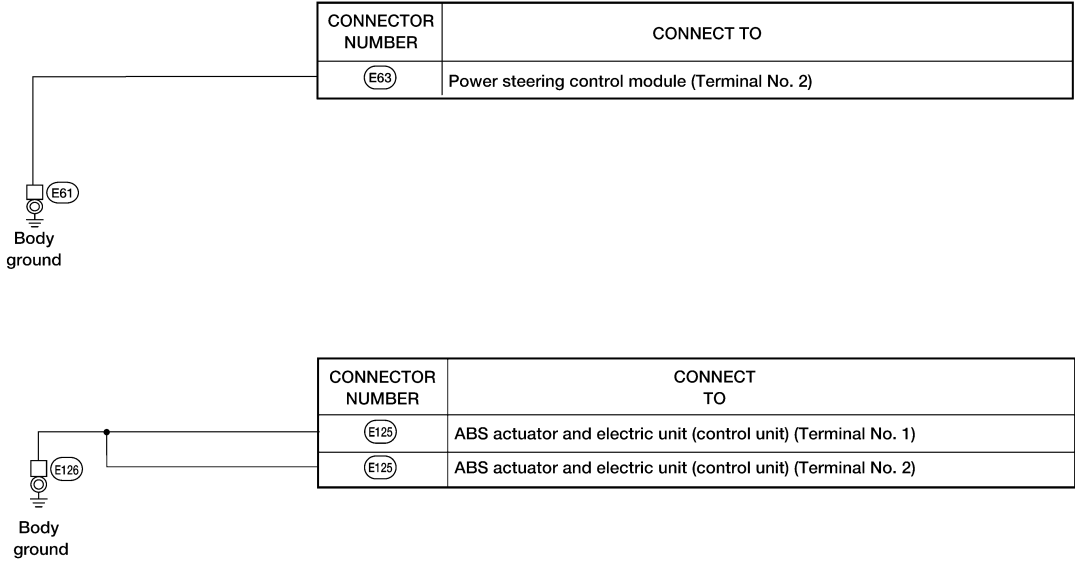 CONNECTOR
NUMBER
CONNECT TO
E63
Power steering control module (Terminal No. 2)
E61
Body
ground
CONNECTOR
NUMBER
CONNECT
TO
E125
ABS actuator and electric unit (control unit) (Terminal No. 1)
E125
ABS actuator and electric unit (control unit) (Terminal No. 2)
E126
Body
ground